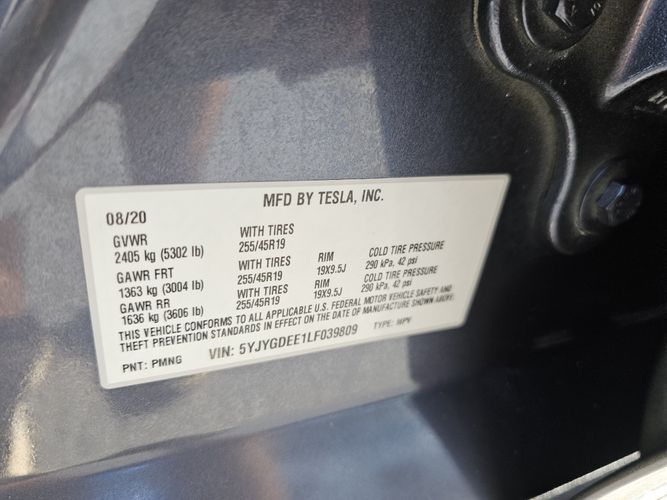 MFD BY TESLA, INC.
08/20
GVWR WITH TIRES
2405 kg (5302 lb) 255/45R19
GAWR FRT WITH TIRES RIM COLD TIRE PRESSURE
1363 kg (3004 lb) 255/45R19 19X9.5J 290 kPa, 42 psi
GAWR RR WITH TIRES RIM COLD TIRE PRESSURE
1636 kg (3606 lb) 255/45R19 19X9.5J 290 kPa, 42 psi
THIS VEHICLE CONFORMS TO ALL APPLICABLE U.S. FEDERAL MOTOR VEHICLE SAFETY AND
THEFT PREVENTION STANDARDS IN EFFECT ON THE DATE OF MANUFACTURE SHOWN ABOVE.
PNT: PMNG VIN: 5YJYGDEE1LF039809 TYPE: MPV